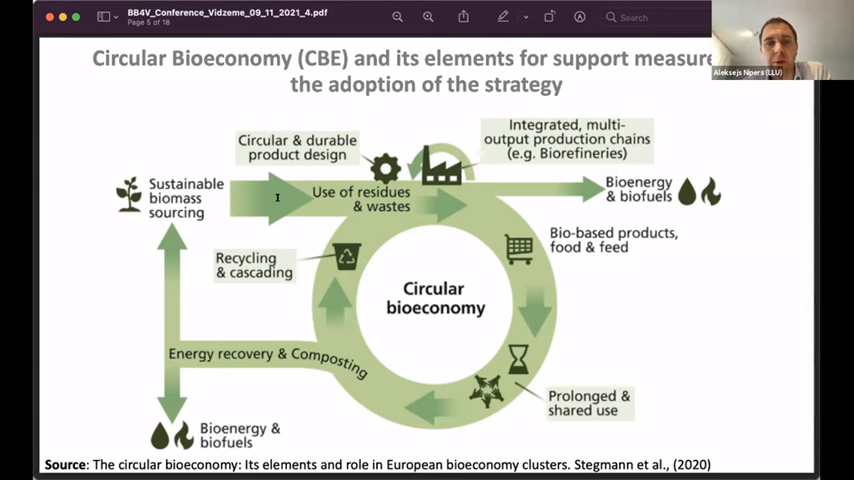 BB4V_Conference_Vidzeme_09_11_2021_4.pdf
Page 5 of 18
Search
Aleksejs Nipers (LLU)
Circular Bioeconomy (CBE) and its elements for support measure
the adoption of the strategy
Circular & durable
product design
Integrated, multi-
output production chains
(e.g. Biorefineries)
Sustainable
biomass
sourcing
Use of residues
& wastes
Bioenergy
& biofuels
Bio-based products,
food & feed
Recycling
& cascading
Circular
bioeconomy
Energy recovery & Composting
Prolonged &
shared use
Bioenergy &
biofuels
Source: The circular bioeconomy: Its elements and role in European bioeconomy clusters. Stegmann et al., (2020)